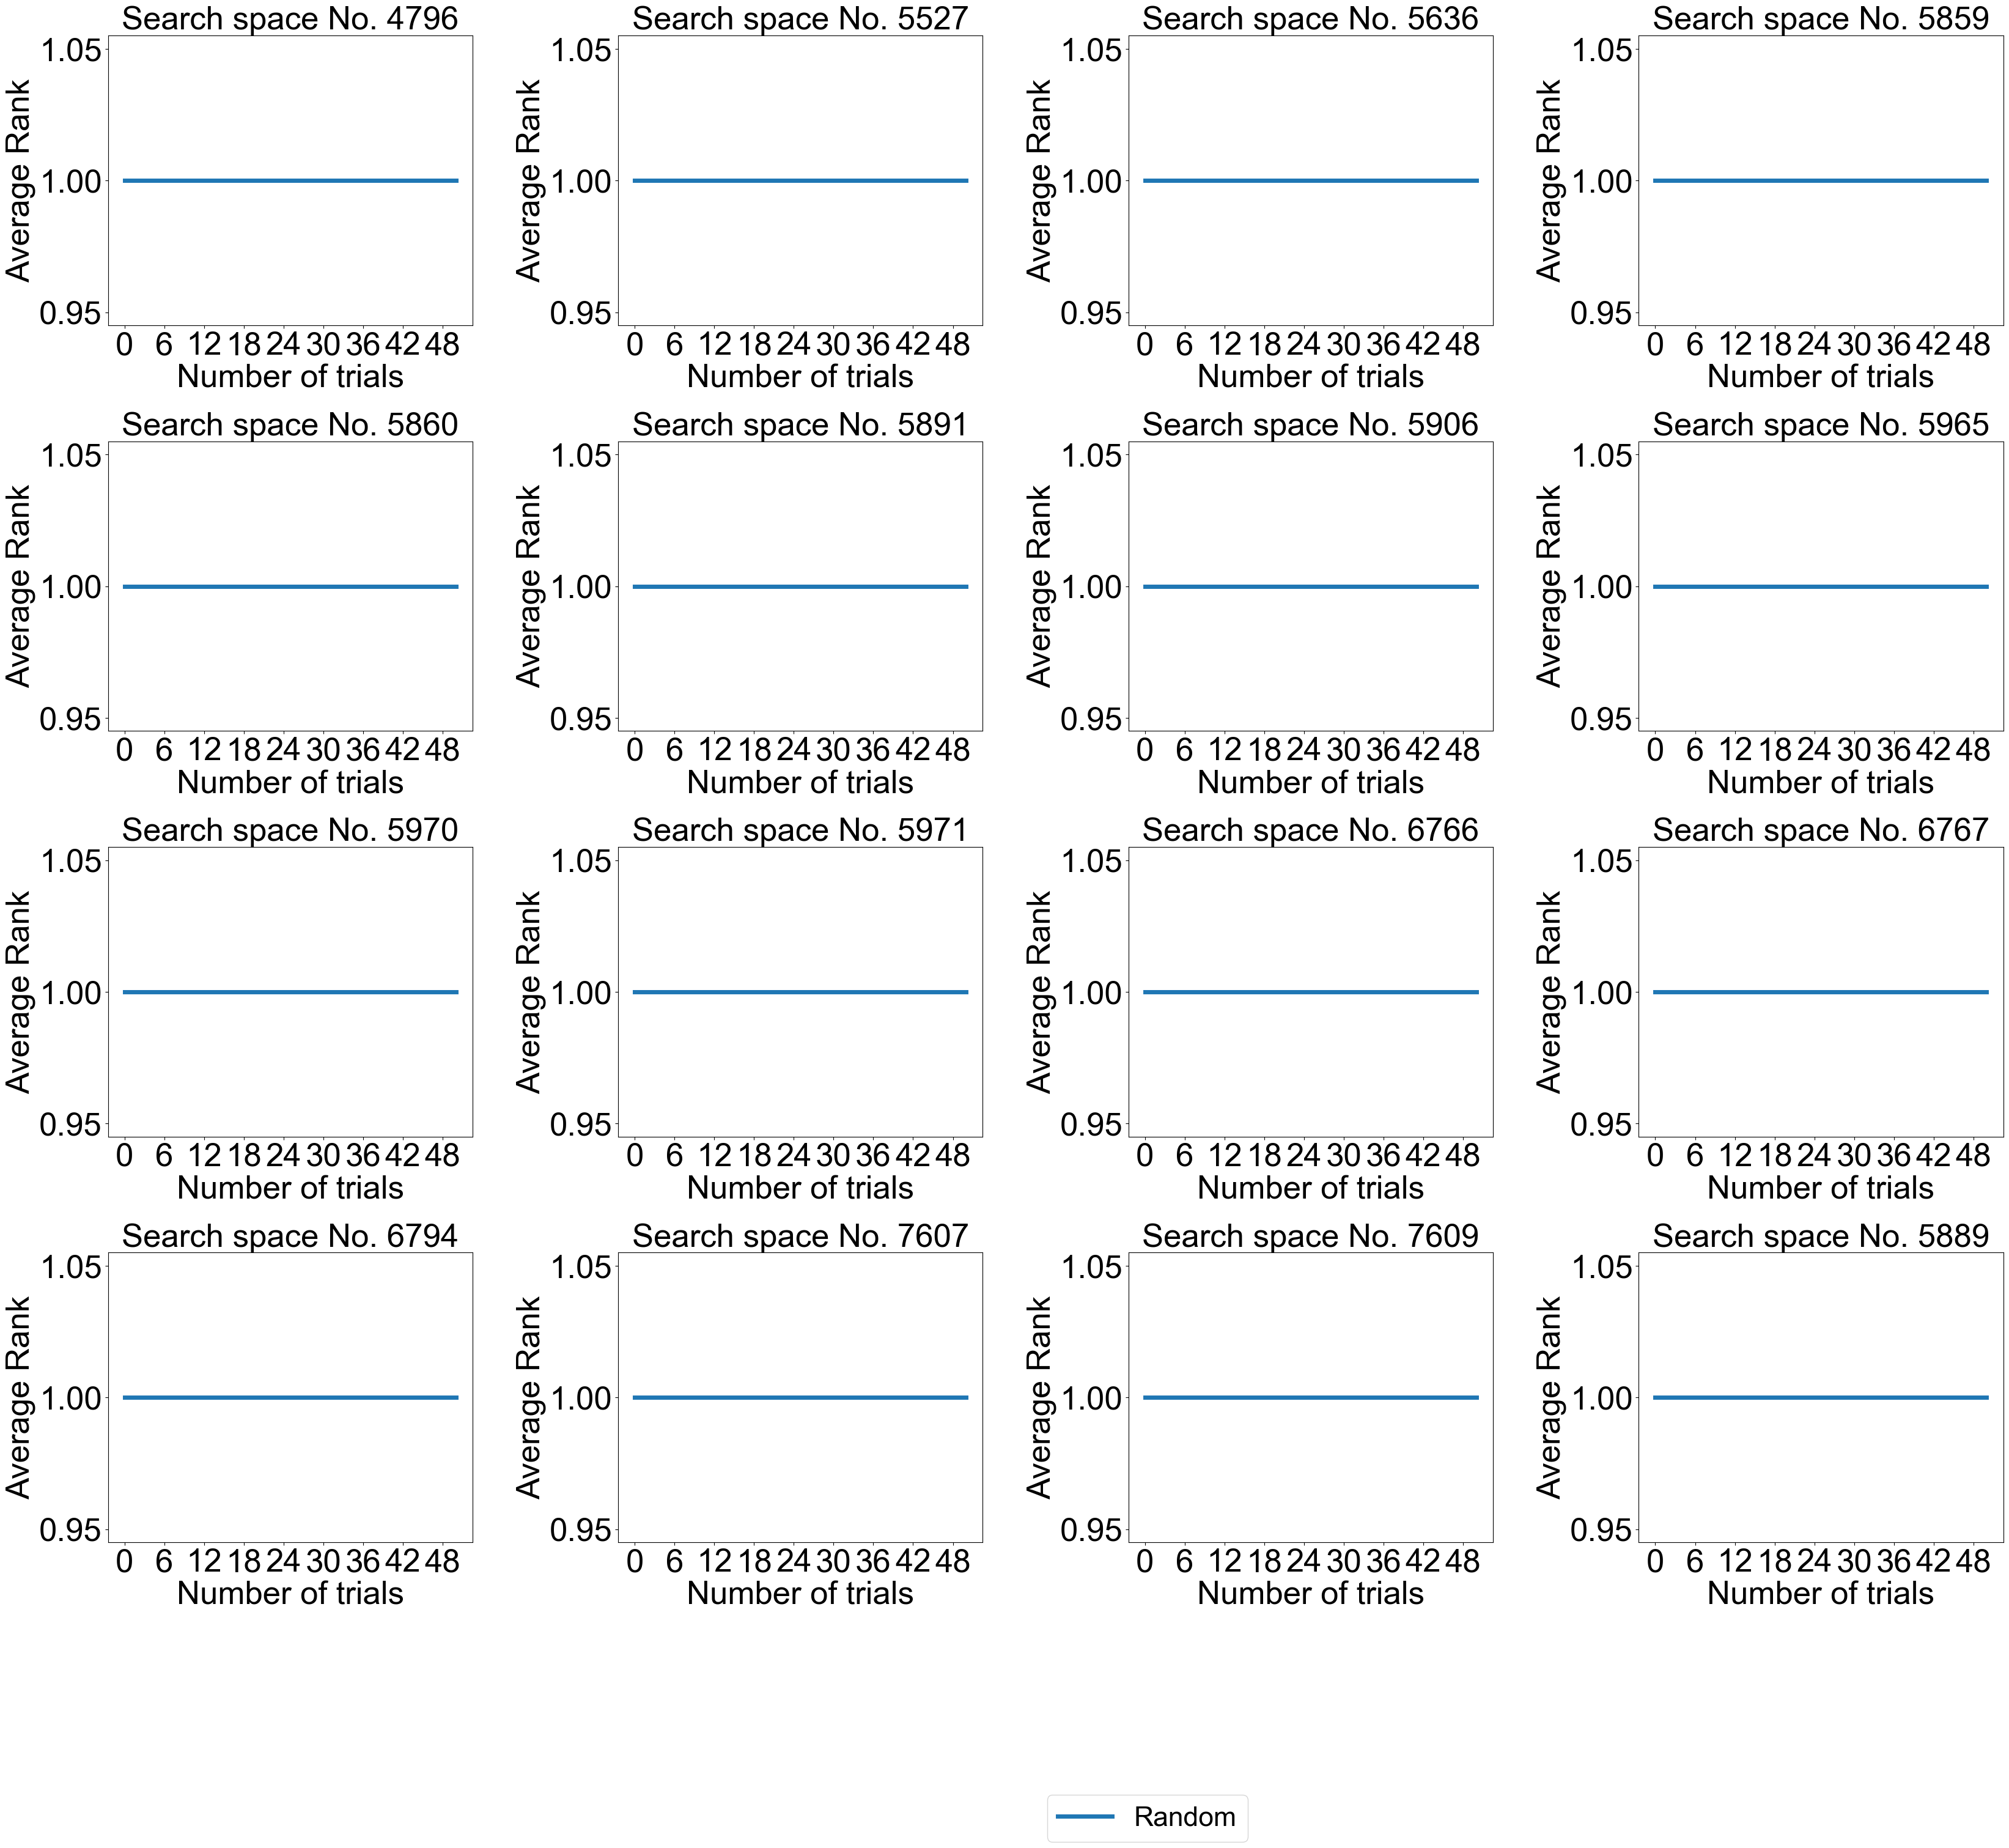 Search space No. 4796
1.05
1.00
0.95
Average Rank
0 6 12 18 24 30 36 42 48
Number of trials
Search space No. 5527
1.05
1.00
0.95
Average Rank
0 6 12 18 24 30 36 42 48
Number of trials
Search space No. 5636
1.05
1.00
0.95
Average Rank
0 6 12 18 24 30 36 42 48
Number of trials
Search space No. 5859
1.05
1.00
0.95
Average Rank
0 6 12 18 24 30 36 42 48
Number of trials
Search space No. 5860
1.05
1.00
0.95
Average Rank
0 6 12 18 24 30 36 42 48
Number of trials
Search space No. 5891
1.05
1.00
0.95
Average Rank
0 6 12 18 24 30 36 42 48
Number of trials
Search space No. 5906
1.05
1.00
0.95
Average Rank
0 6 12 18 24 30 36 42 48
Number of trials
Search space No. 5965
1.05
1.00
0.95
Average Rank
0 6 12 18 24 30 36 42 48
Number of trials
Search space No. 5970
1.05
1.00
0.95
Average Rank
0 6 12 18 24 30 36 42 48
Number of trials
Search space No. 5971
1.05
1.00
0.95
Average Rank
0 6 12 18 24 30 36 42 48
Number of trials
Search space No. 6766
1.05
1.00
0.95
Average Rank
0 6 12 18 24 30 36 42 48
Number of trials
Search space No. 6767
1.05
1.00
0.95
Average Rank
0 6 12 18 24 30 36 42 48
Number of trials
Search space No. 6794
1.05
1.00
0.95
Average Rank
0 6 12 18 24 30 36 42 48
Number of trials
Search space No. 7607
1.05
1.00
0.95
Average Rank
0 6 12 18 24 30 36 42 48
Number of trials
Search space No. 7609
1.05
1.00
0.95
Average Rank
0 6 12 18 24 30 36 42 48
Number of trials
Search space No. 5889
1.05
1.00
0.95
Average Rank
0 6 12 18 24 30 36 42 48
Number of trials
Random